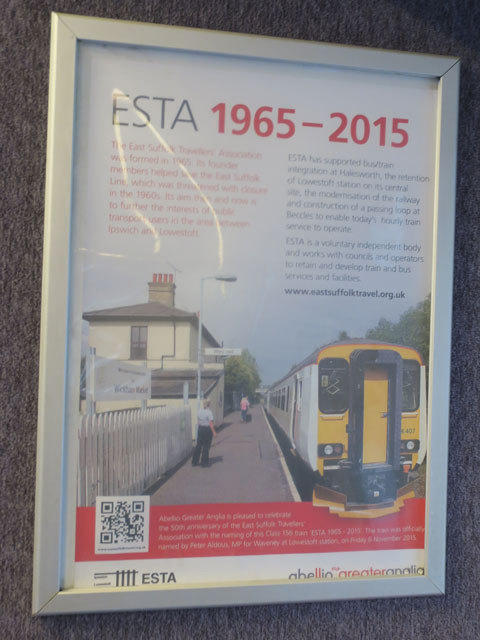 ESTA 1965 – 2015
The East Suffolk Travellers' Association
was formed in 1965. Its founder
members helped save the East Suffolk
Line, which was threatened with closure
in the 1960s. Its aim then and now is
to further the interests of public
transport users in the area between
Ipswich and Lowestoft.
ESTA has supported bus/train
integration at Halesworth, the retention
of Lowestoft station on its central
site, the modernisation of the railway
and construction of a passing loop at
Beccles to enable today's hourly train
service to operate.
ESTA is a voluntary independent body
and works with councils and operators
to retain and develop train and bus
services and facilities.
www.eastsuffolktravel.org.uk
Abellio Greater Anglia is pleased to celebrate
the 50th anniversary of the East Suffolk Travellers'
Association with the naming of this Class 156 train 'ESTA 1965 - 2015'. The train was officially
named by Peter Aldous, MP for Waveney at Lowestoft station, on Friday 6 November 2015.
ESTA
abellio greateranglia